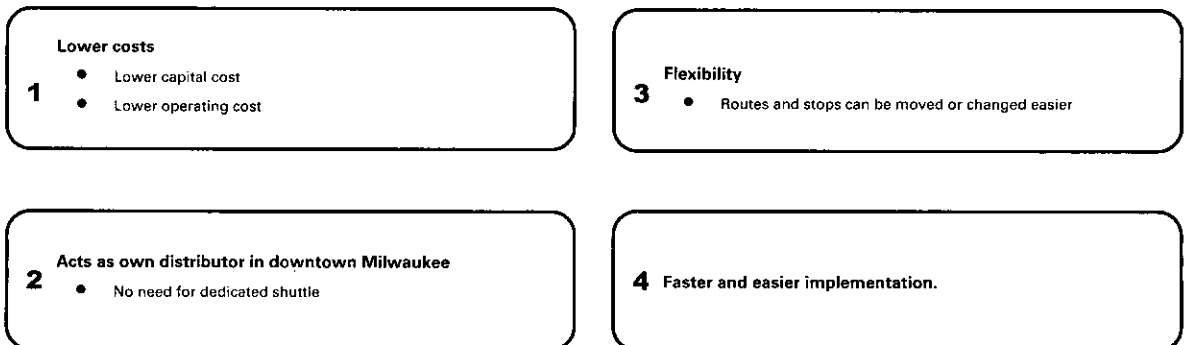 1
Lower costs
● Lower capital cost
● Lower operating cost
2
Acts as own distributor in downtown Milwaukee
● No need for dedicated shuttle
3
Flexibility
● Routes and stops can be moved or changed easier
4 Faster and easier implementation.